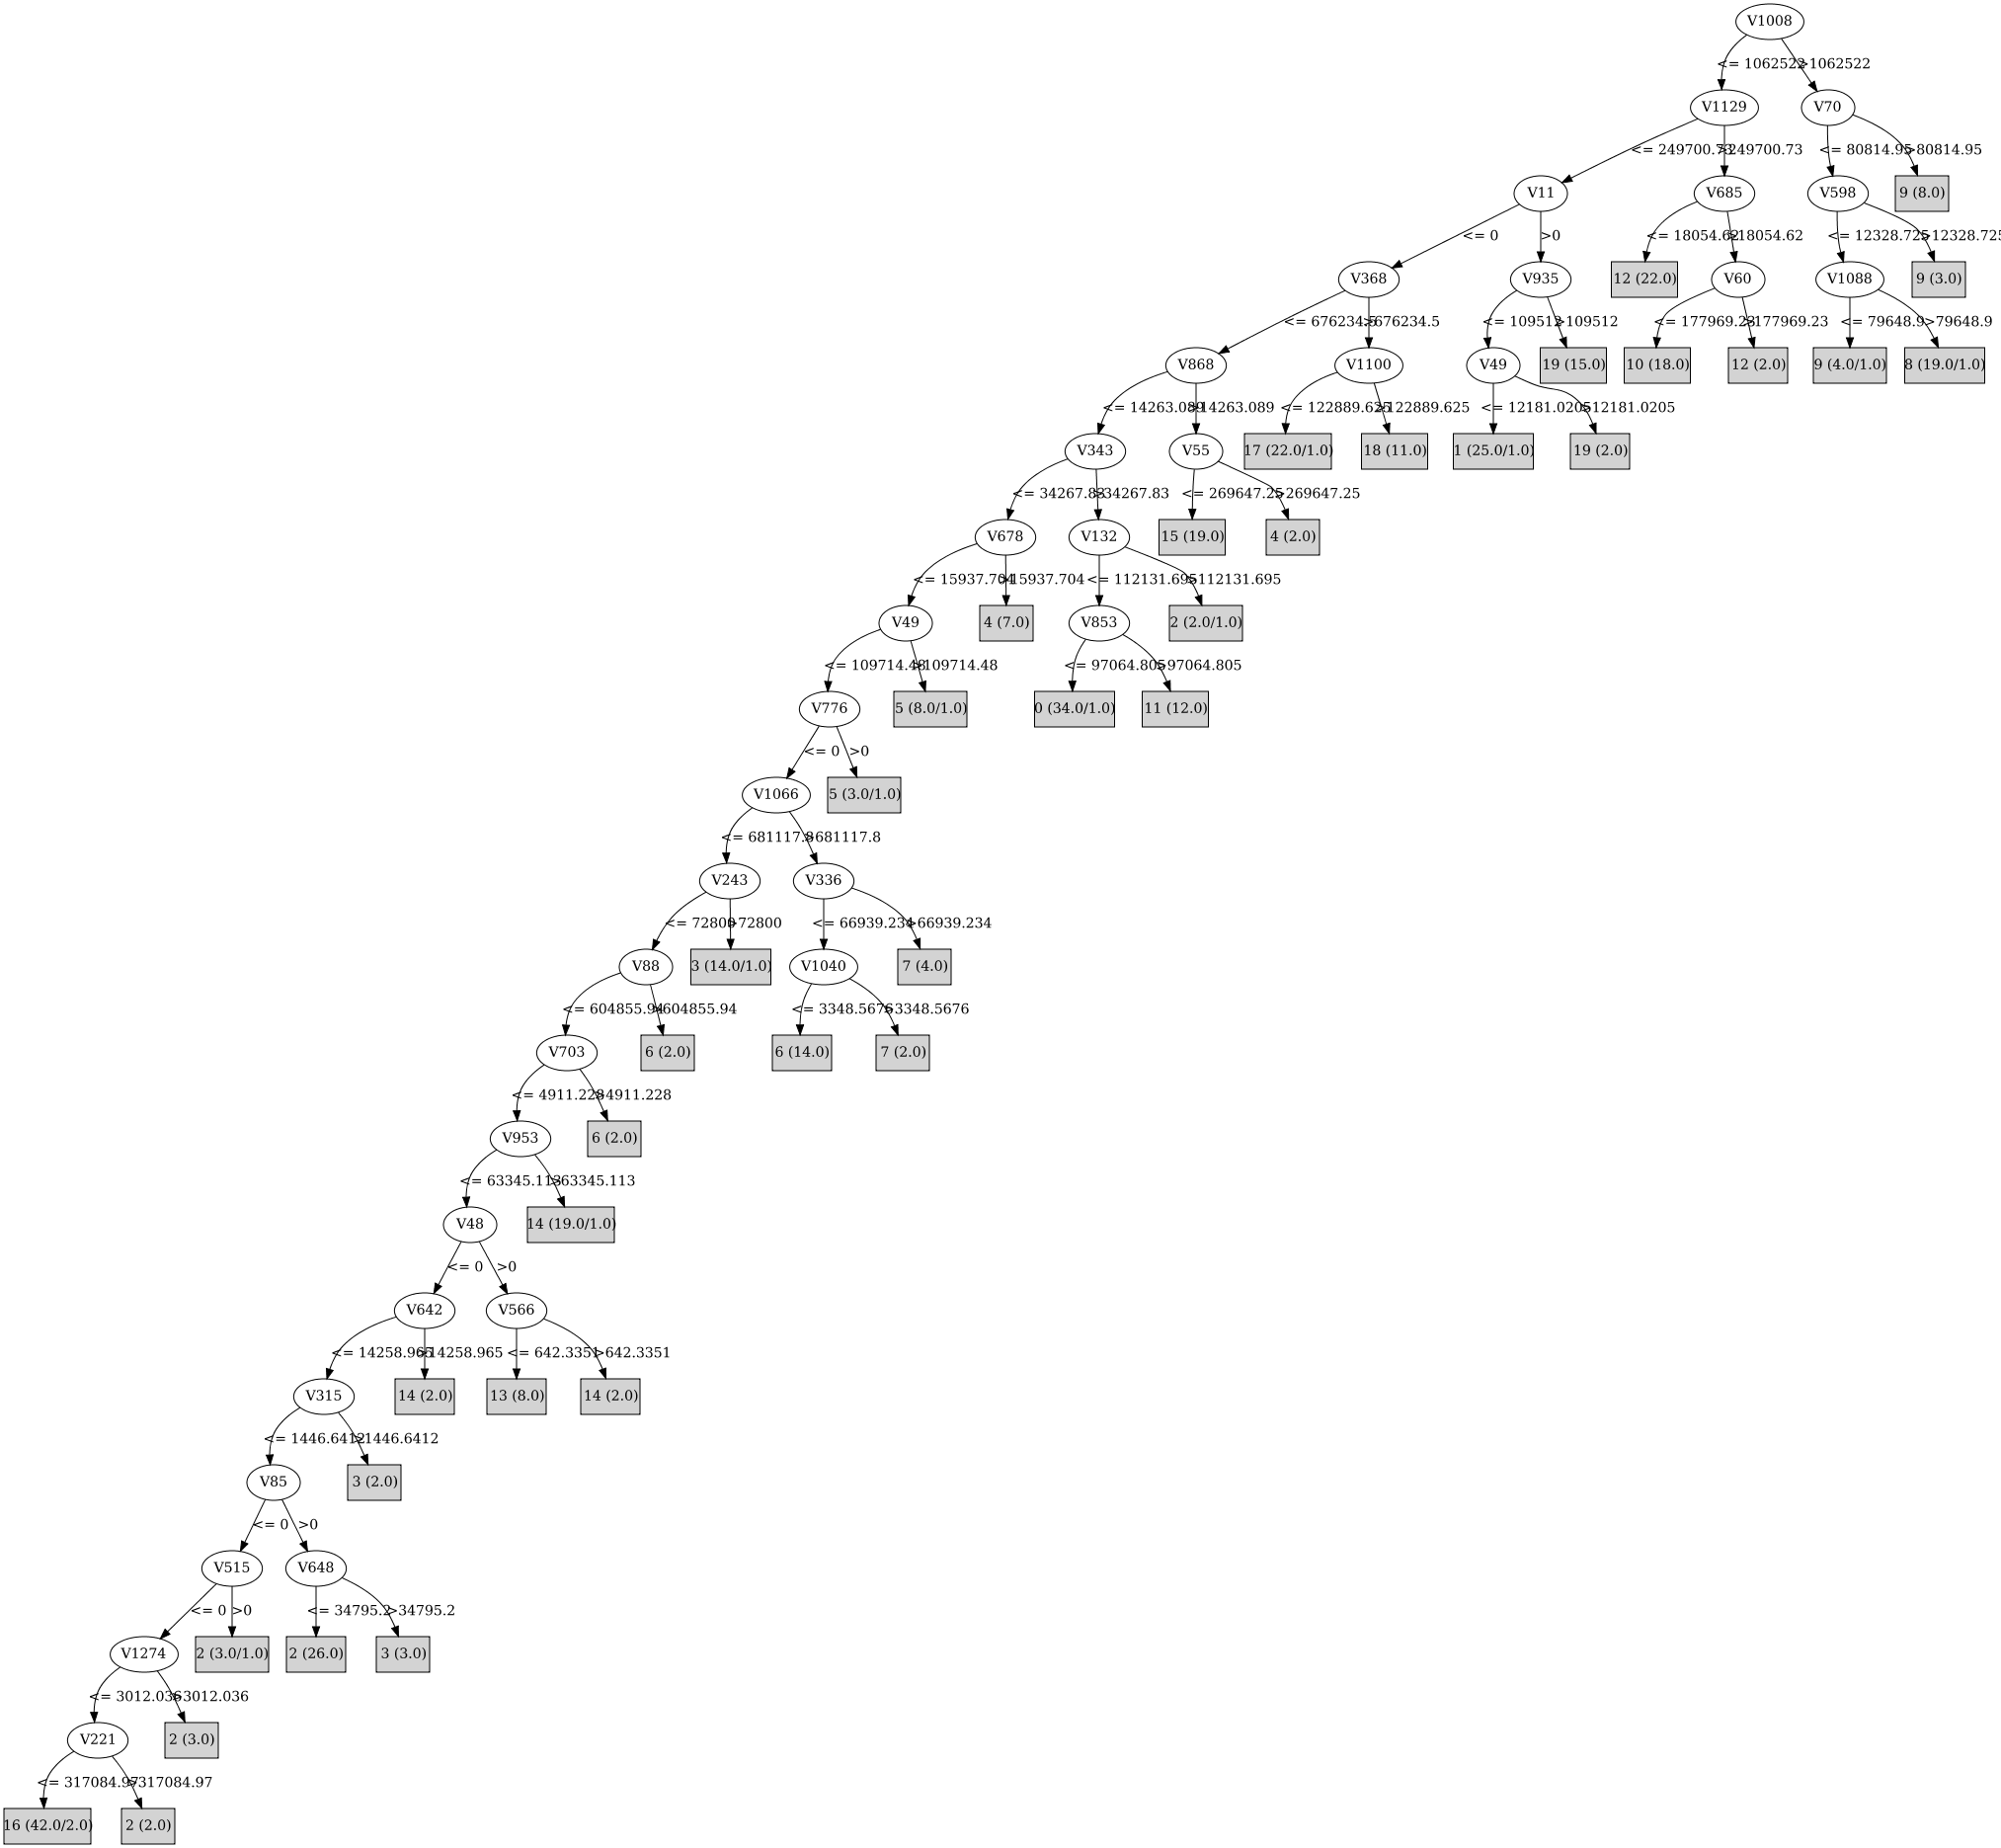 V1008
<= 1062522 >1062522
V1129 V70
<= 249700.73 >249700.73 <= 80814.95 >80814.95
V11 V685 V598 9 (8.0)
<= 0 >0 <= 18054.62 >18054.62 <= 12328.725 >12328.725
V368 V935 12 (22.0) V60 V1088 9 (3.0)
<= 676234.5 >676234.5 <= 109512 >109512 <= 177969.23 >177969.23 <= 79648.9 >79648.9
V868 V1100 V49 19 (15.0) 10 (18.0) 12 (2.0) 9 (4.0/1.0) 8 (19.0/1.0)
<= 14263.089 >14263.089 <= 122889.625 >122889.625 <= 12181.0205 >12181.0205
V343 V55 17 (22.0/1.0) 18 (11.0) 1 (25.0/1.0) 19 (2.0)
<= 34267.83 >34267.83 <= 269647.25 >269647.25
V678 V132 15 (19.0) 4 (2.0)
<= 15937.704 >15937.704 <= 112131.695 >112131.695
V49 4 (7.0) V853 2 (2.0/1.0)
<= 109714.48 >109714.48 <= 97064.805 >97064.805
V776 5 (8.0/1.0) 0 (34.0/1.0) 11 (12.0)
<= 0 >0
V1066 5 (3.0/1.0)
<= 681117.8 >681117.8
V243 V336
<= 72800 >72800 <= 66939.234 >66939.234
V88 3 (14.0/1.0) V1040 7 (4.0)
<= 604855.94 >604855.94 <= 3348.5676 >3348.5676
V703 6 (2.0) 6 (14.0) 7 (2.0)
<= 4911.228 >4911.228
V953 6 (2.0)
<= 63345.113 >63345.113
V48 14 (19.0/1.0)
<= 0 >0
V642 V566
<= 14258.965 >14258.965 <= 642.3351 >642.3351
V315 14 (2.0) 13 (8.0) 14 (2.0)
<= 1446.6412 >1446.6412
V85 3 (2.0)
<= 0 >0
V515 V648
<= 0 >0 <= 34795.2 >34795.2
V1274 2 (3.0/1.0) 2 (26.0) 3 (3.0)
<= 3012.036 >3012.036
V221 2 (3.0)
<= 317084.97 >317084.97
16 (42.0/2.0) 2 (2.0)